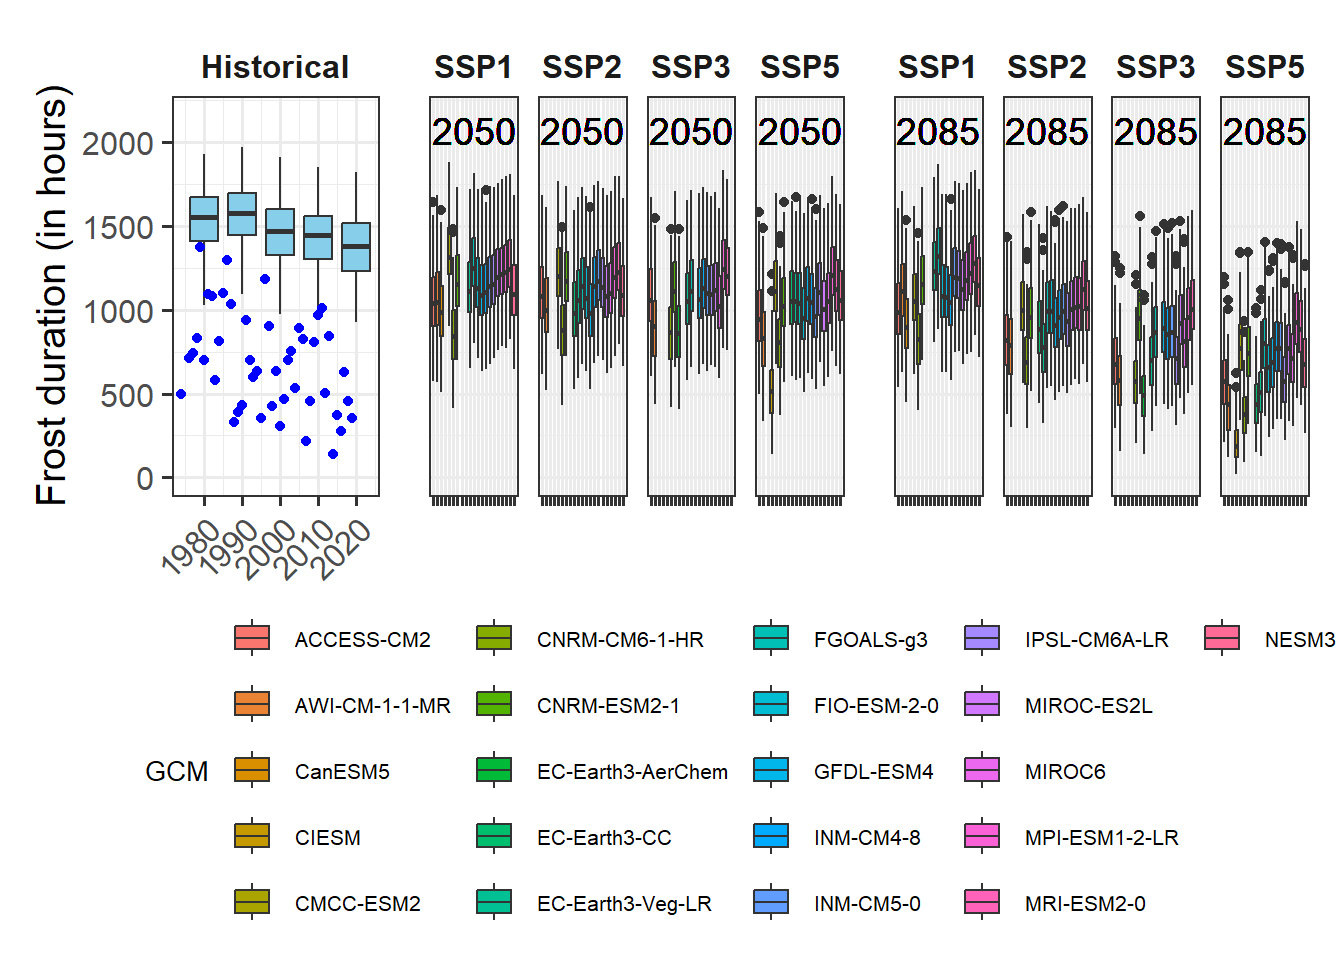 Historical SSP1 SSP2 SSP3 SSP5 SSP1 SSP2 SSP3 SSP5
2050 2050 2050 2050 2085 2085 2085 2085
Frost duration (in hours)
2000
1500
1000
500
0
1980 1990 2000 2010 2020
GCM
ACCESS-CM2
AWI-CM-1-1-MR
CanESM5
CIESM
CMCC-ESM2
CNRM-CM6-1-HR
CNRM-ESM2-1
EC-Earth3-AerChem
EC-Earth3-CC
EC-Earth3-Veg-LR
FGOALS-g3
FIO-ESM-2-0
GFDL-ESM4
INM-CM4-8
INM-CM5-0
IPSL-CM6A-LR
MIROC-ES2L
MIROC6
MPI-ESM1-2-LR
MRI-ESM2-0
NESM3